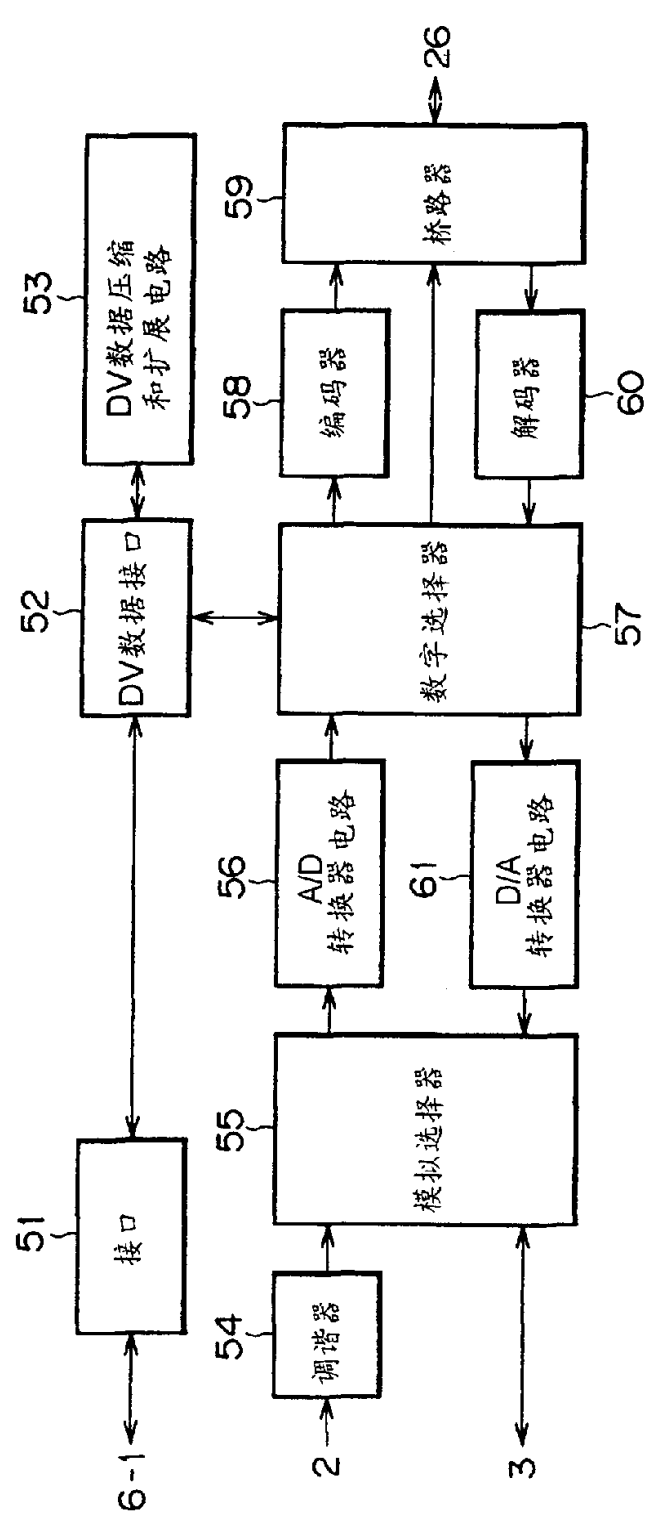 6-1
51
接口
52
DV数据接口
53
DV数据压缩
和扩展电路
2
54
调谐器
3
55
模拟选择器
56
A/D
转换器电路
61
D/A
转换器电路
57
数字选择器
58
编码器
60
解码器
59
桥路器
26